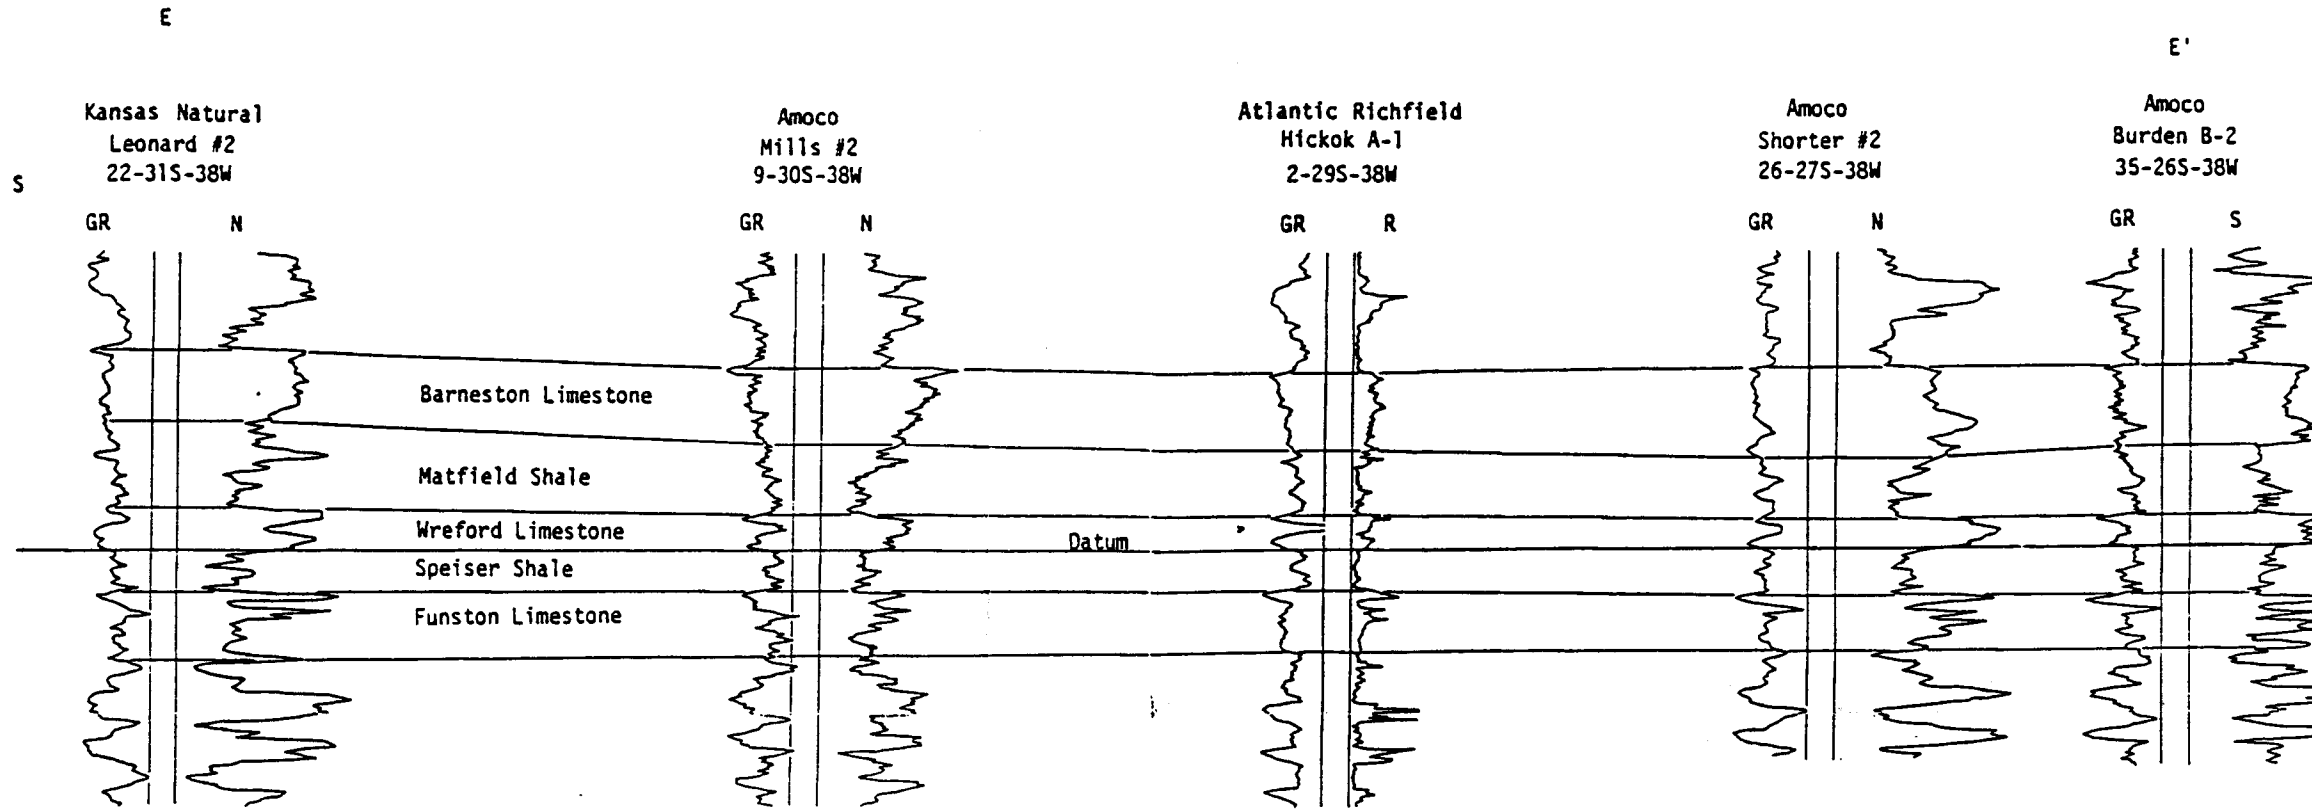 E
E'
Kansas Natural
Leonard #2
22-31S-38W
Amoco
Mills #2
9-30S-38W
Atlantic Richfield
Hickok A-1
2-29S-38W
Amoco
Shorter #2
26-27S-38W
Amoco
Burden B-2
35-26S-38W
S
GR N
GR N
GR R
GR N
GR S
Barneston Limestone
Matfield Shale
Wreford Limestone
Datum
Speiser Shale
Funston Limestone